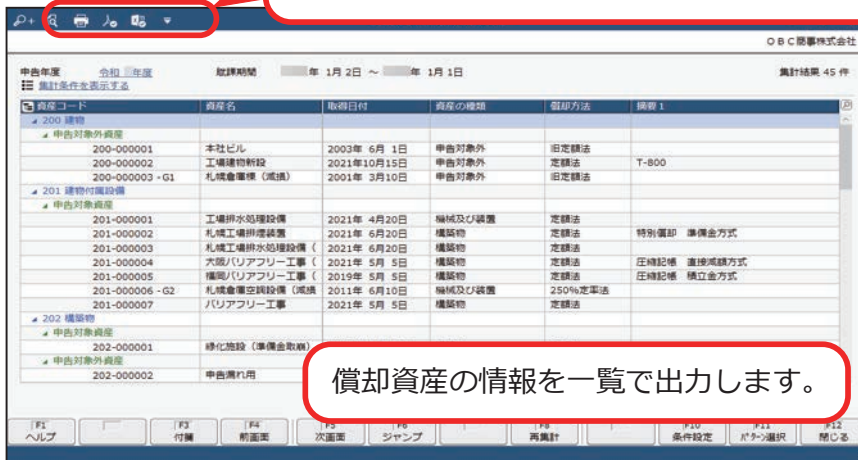 OBC商事株式会社
申告年度 令和 年度 賦課期間 年 1月 2日 ～ 年 1月 1日 集計結果 45 件
集計条件を表示する
資産コード 資産名 取得日付 資産の種類 償却方法 摘要1
200 建物
申告対象外資産
200-000001 本社ビル 2003年 6月 1日 申告対象外 旧定額法
200-000002 工場建物新設 2021年10月15日 申告対象外 定額法 T-800
200-000003 -G1 札幌倉庫棟（減損） 2001年 3月10日 申告対象外 旧定額法
201 建物付属設備
申告対象資産
201-000001 工場排水処理設備 2021年 4月20日 機械及び装置 定額法
201-000002 札幌工場排煙装置 2021年 6月20日 構築物 定額法 特別償却 準備金方式
201-000003 札幌工場排水処理設備（ 2021年 6月20日 構築物 定額法
201-000004 大阪バリアフリー工事（ 2021年 5月 5日 構築物 定額法 圧縮記帳 直接減額方式
201-000005 福岡バリアフリー工事（ 2019年 5月 5日 構築物 定額法 圧縮記帳 積立金方式
201-000006 -G2 札幌倉庫空調設備（減損 2011年 6月10日 機械及び装置 250%定率法
201-000007 バリアフリー工事 2021年 5月 5日 構築物 定額法
202 構築物
申告対象資産
202-000001 緑化施設（準備金取崩）
申告対象外資産
202-000002 申告漏れ用
償却資産の情報を一覧で出力します。
F1 F3 F4 F5 F6 F8 F10 F11 F12
ヘルプ 付箋 前画面 次画面 ジャンプ 再集計 条件設定 パターン選択 閉じる